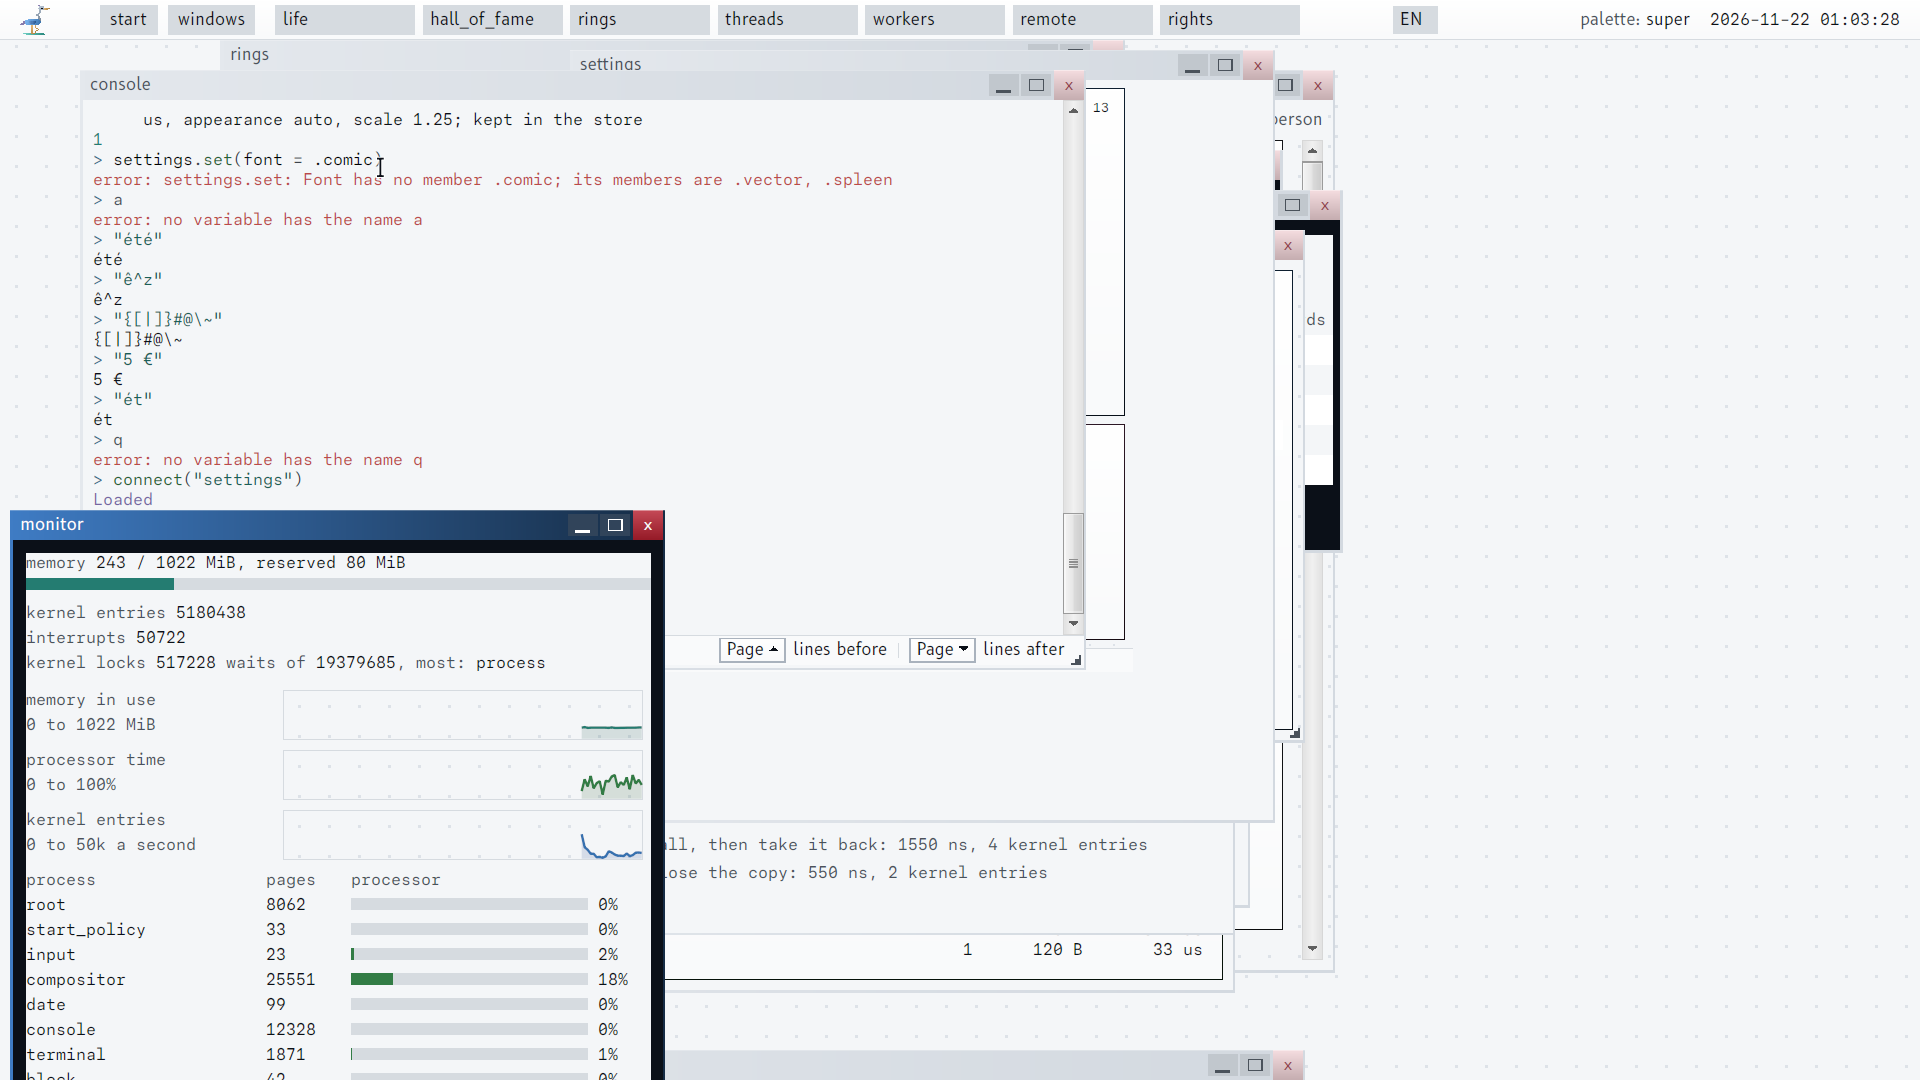 start windows life hall_of_fame rings threads workers remote rights EN palette: super 2026-11-22 01:03:28
rings
settings
console
us, appearance auto, scale 1.25; kept in the store
1
> settings.set(font = .comic)
error: settings.set: Font has no member .comic; its members are .vector, .spleen
> a
error: no variable has the name a
> "été"
été
> "ê^z"
ê^z
> "{[|]}#@\~"
{[|]}#@\~
> "5 €"
5 €
> "ét"
ét
> q
error: no variable has the name q
> connect("settings")
Loaded
Page lines before Page lines after
13
erson
ds
monitor
memory 243 / 1022 MiB, reserved 80 MiB
kernel entries 5180438
interrupts 50722
kernel locks 517228 waits of 19379685, most: process
memory in use
0 to 1022 MiB
processor time
0 to 100%
kernel entries
0 to 50k a second
process pages processor
root 8062 0%
start_policy 33 0%
input 23 2%
compositor 25551 18%
date 99 0%
console 12328 0%
terminal 1871 1%
block 42 0%
all, then take it back: 1550 ns, 4 kernel entries
lose the copy: 550 ns, 2 kernel entries
1 120 B 33 us